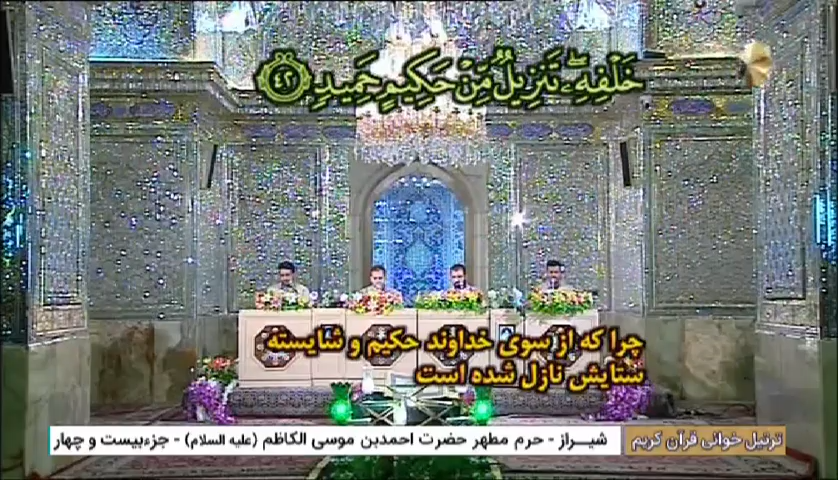 خَلْفِهِۦ تَنزِيلٌ مِّنْ حَكِيمٍ حَمِيدٍ ﴿٤٢﴾
چرا که از سوی خداوند حکیم و شایسته
ستایش نازل شده است
ترتیل خوانی قرآن کریم
شیـــراز - حرم مطهر حضرت احمدبن موسی الکاظم (علیه السلام) - جزءبیست و چهار